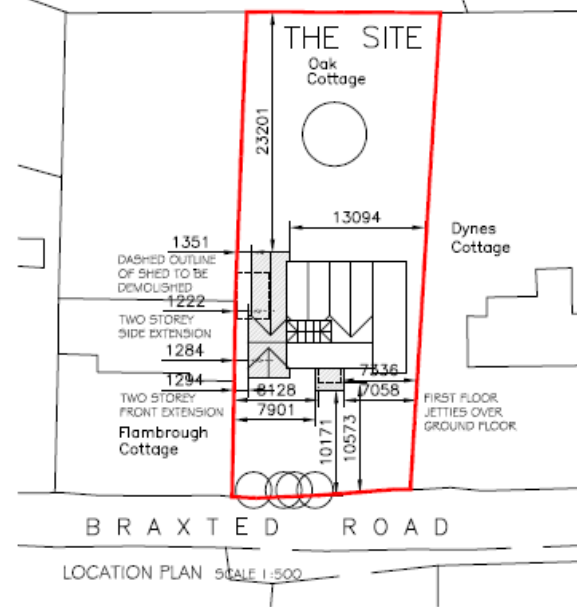 THE SITE
Oak
Cottage
23201
13094
Dynes
Cottage
1351
DASHED OUTLINE
OF SHED TO BE
DEMOLISHED
1222
TWO STOREY
SIDE EXTENSION
1284
1294
TWO STOREY
FRONT EXTENSION
Flambrough
Cottage
8128
7901
7336
7058
FIRST FLOOR
JETTIES OVER
GROUND FLOOR
10171
10573
BRAXTED ROAD
LOCATION PLAN SCALE 1:500